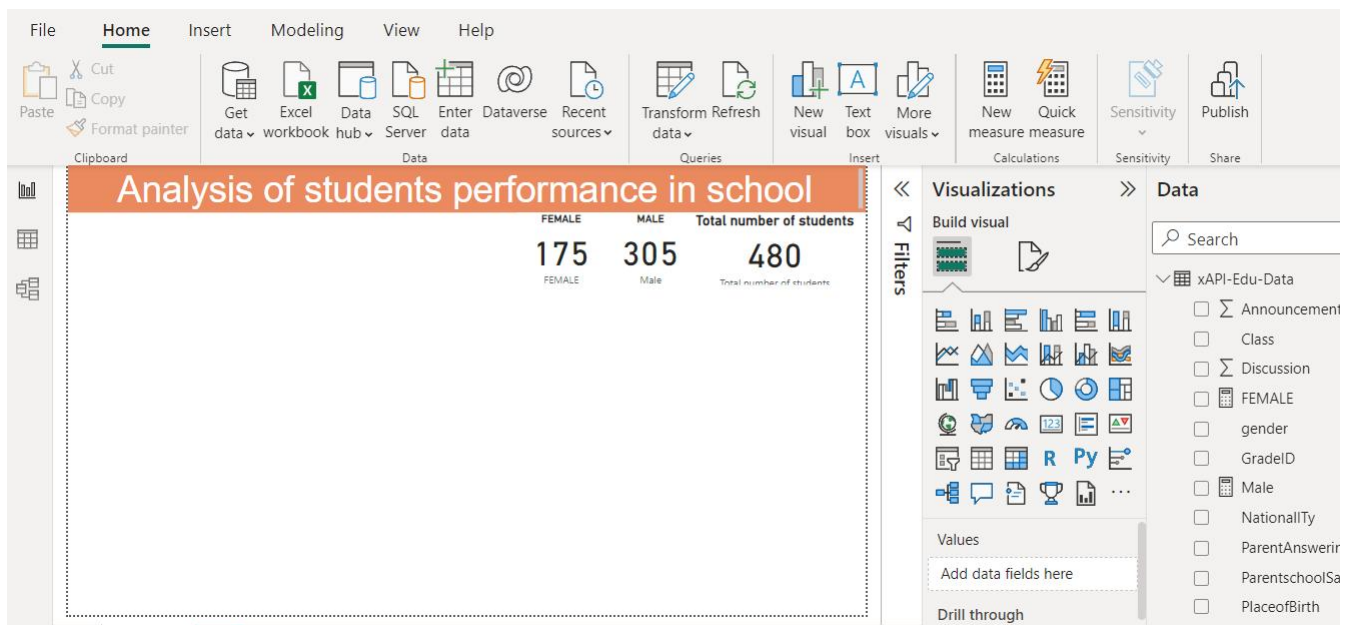 File Home Insert Modeling View Help
Paste
Cut
Copy
Format painter
Clipboard
Get data
Excel workbook
Data hub
SQL Server
Enter data
Dataverse
Recent sources
Data
Transform data
Refresh
Queries
New visual
Text box
More visuals
Insert
New measure
Quick measure
Calculations
Sensitivity
Sensitivity
Publish
Share
Analysis of students performance in school
FEMALE MALE Total number of students
175 305 480
FEMALE Male Total number of students
Filters
Visualizations
Build visual
123
R Py
Values
Add data fields here
Drill through
Data
Search
xAPI-Edu-Data
Announcement
Class
Discussion
FEMALE
gender
GradeID
Male
NationalITy
ParentAnswerin
ParentschoolSa
PlaceofBirth